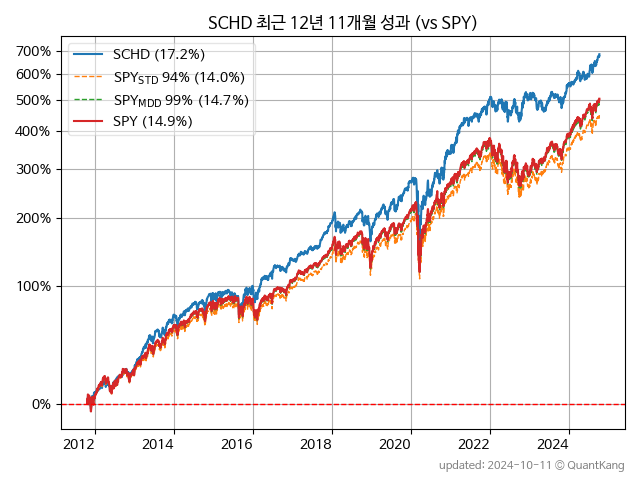 SCHD 최근 12년 11개월 성과 (vs SPY)
700%
600%
500%
400%
300%
200%
100%
0%
SCHD (17.2%)
SPY_STD 94% (14.0%)
SPY_MDD 99% (14.7%)
SPY (14.9%)
2012 2014 2016 2018 2020 2022 2024
updated: 2024-10-11 © QuantKang